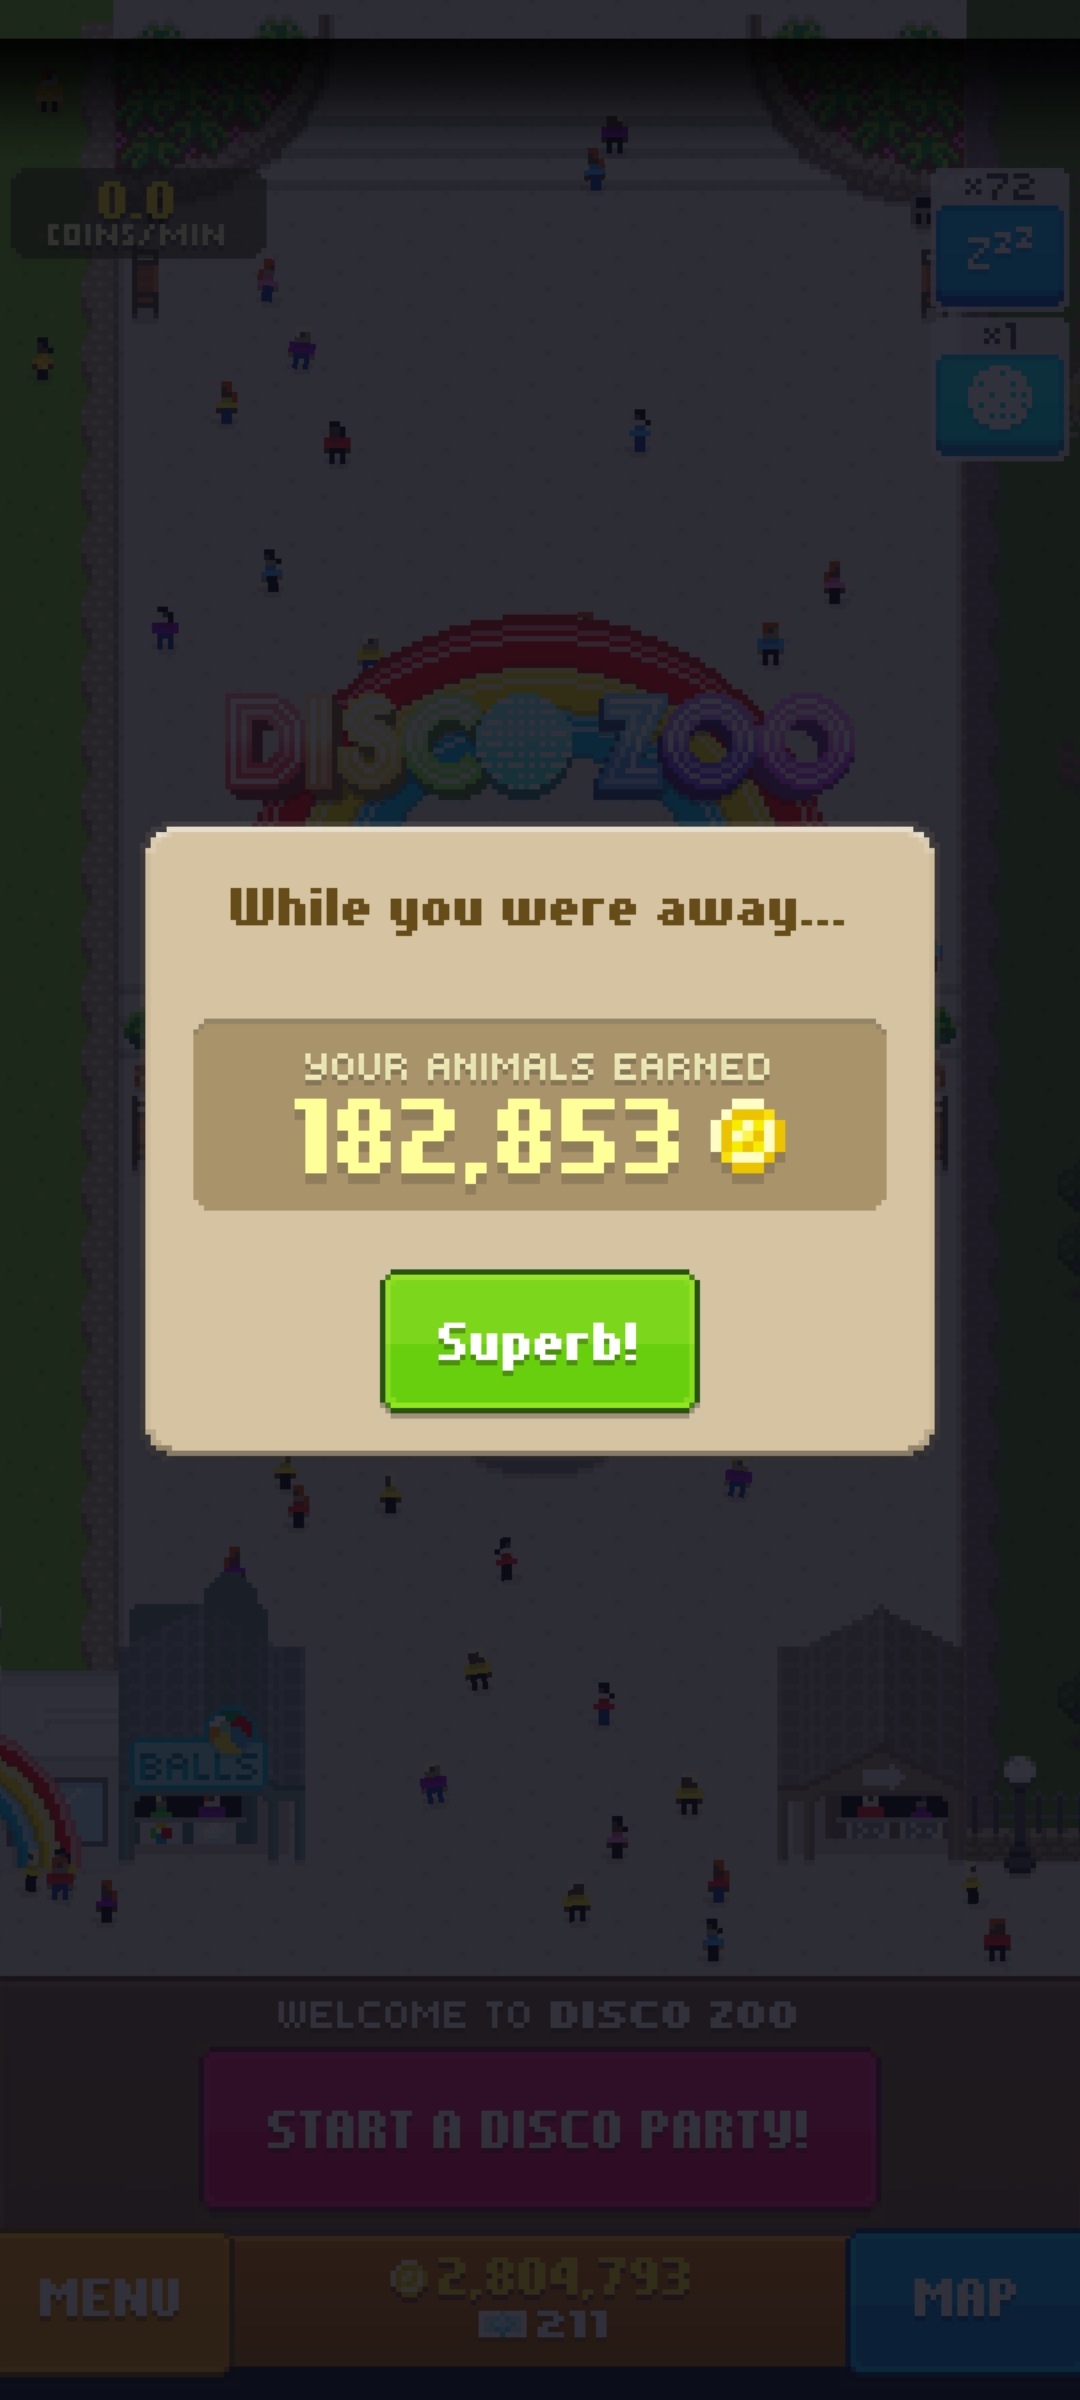 0.0
COINS/MIN
x72
zzz
x1
DISCO ZOO
While you were away...
YOUR ANIMALS EARNED
182,853
Superb!
BALLS
WELCOME TO DISCO ZOO
START A DISCO PARTY!
MENU
2,804,793
211
MAP